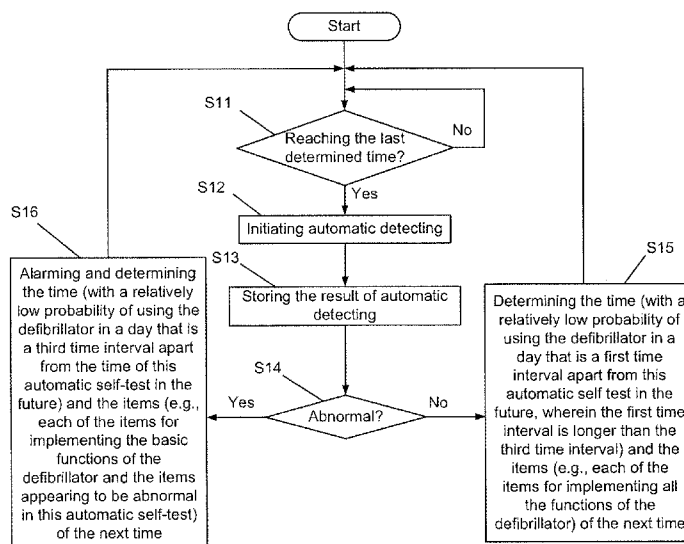 Start
S11
Reaching the last
determined time?
No
Yes
S12
Initiating automatic detecting
S13
Storing the result of automatic
detecting
S14
Abnormal?
Yes
No
S16
Alarming and determining
the time (with a relatively
low probability of using the
defibrillator in a day that is
a third time interval apart
from the time of this
automatic self-test in the
future) and the items (e.g.,
each of the items for
implementing the basic
functions of the
defibrillator and the items
appearing to be abnormal
in this automatic self-test)
of the next time
S15
Determining the time (with a
relatively low probability of
using the defibrillator in a
day that is a first time
interval apart from this
automatic self test in the
future, wherein the first time
interval is longer than the
third time interval) and the
items (e.g., each of the
items for implementing all
the functions of the
defibrillator) of the next time